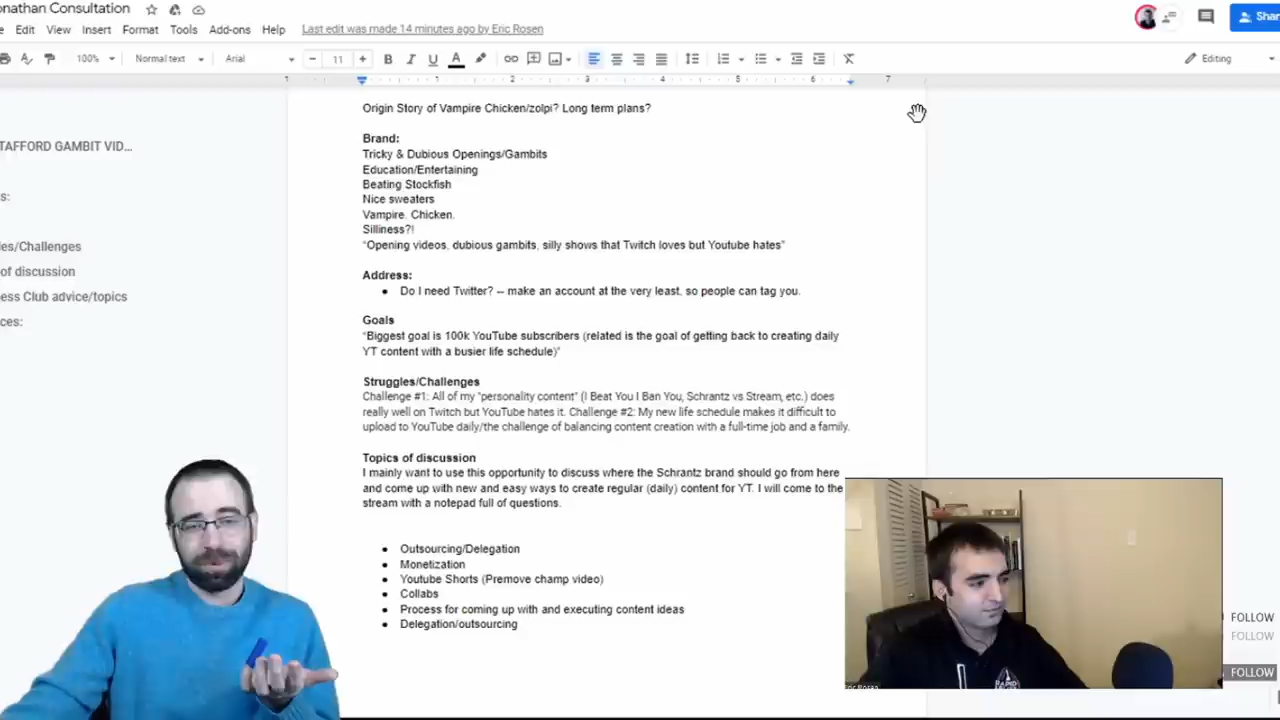 onathan Consultation
Edit View Insert Format Tools Add-ons Help Last edit was made 14 minutes ago by Eric Rosen
Shar
100% Normal text Arial 11 B I U A Editing
1 1 2 3 4 5 6 7
TAFFORD GAMBIT VID...
s:
es/Challenges
of discussion
ess Club advice/topics
ces:
Origin Story of Vampire Chicken/zolpi? Long term plans?
Brand:
Tricky & Dubious Openings/Gambits
Education/Entertaining
Beating Stockfish
Nice sweaters
Vampire. Chicken.
Silliness?!
“Opening videos, dubious gambits, silly shows that Twitch loves but Youtube hates”
Address:
● Do I need Twitter? -- make an account at the very least, so people can tag you.
Goals
“Biggest goal is 100k YouTube subscribers (related is the goal of getting back to creating daily
YT content with a busier life schedule)”
Struggles/Challenges
Challenge #1: All of my "personality content" (I Beat You I Ban You, Schrantz vs Stream, etc.) does
really well on Twitch but YouTube hates it. Challenge #2: My new life schedule makes it difficult to
upload to YouTube daily/the challenge of balancing content creation with a full-time job and a family.
Topics of discussion
I mainly want to use this opportunity to discuss where the Schrantz brand should go from here
and come up with new and easy ways to create regular (daily) content for YT. I will come to the
stream with a notepad full of questions.
● Outsourcing/Delegation
● Monetization
● Youtube Shorts (Premove champ video)
● Collabs
● Process for coming up with and executing content ideas
● Delegation/outsourcing
Eric Rosen
FOLLOW
FOLLOW
FOLLOW